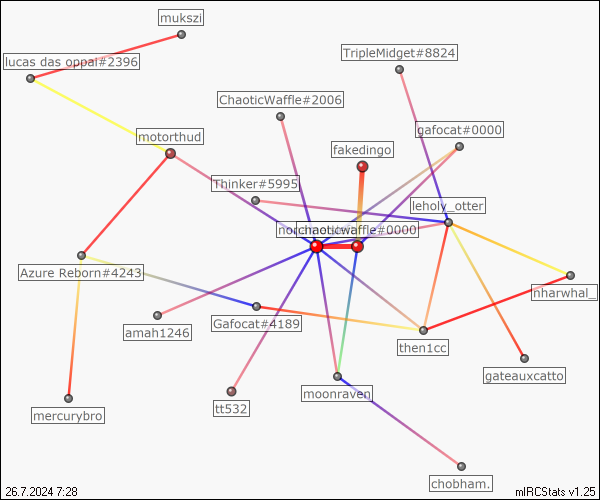 mukszi
lucas das oppai#2396
TripleMidget#8824
ChaoticWaffle#2006
gafocat#0000
motorthud
fakedingo
Thinker#5995
leholy_otter
chaoticwaffle#0000
Azure Reborn#4243
nharwhal_
Gafocat#4189
amah1246
then1cc
gateauxcatto
moonraven
tt532
mercurybro
chobham.
26.7.2024 7:28
mIRCStats v1.25